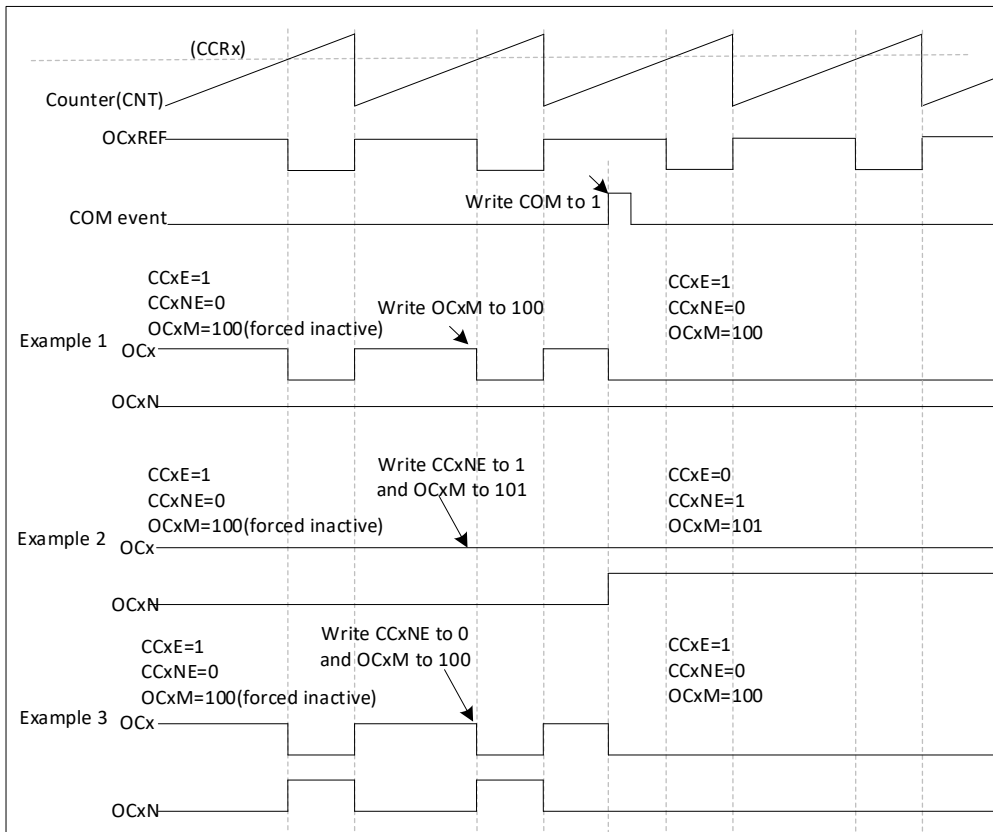 (CCRx)
Counter(CNT)
OCxREF
Write COM to 1
COM event
CCxE=1
CCxNE=0
OCxM=100(forced inactive)
Write OCxM to 100
CCxE=1
CCxNE=0
OCxM=100
Example 1
OCx
OCxN
CCxE=1
CCxNE=0
OCxM=100(forced inactive)
Write CCxNE to 1
and OCxM to 101
CCxE=0
CCxNE=1
OCxM=101
Example 2
OCx
OCxN
CCxE=1
CCxNE=0
OCxM=100(forced inactive)
Write CCxNE to 0
and OCxM to 100
CCxE=1
CCxNE=0
OCxM=100
Example 3
OCx
OCxN